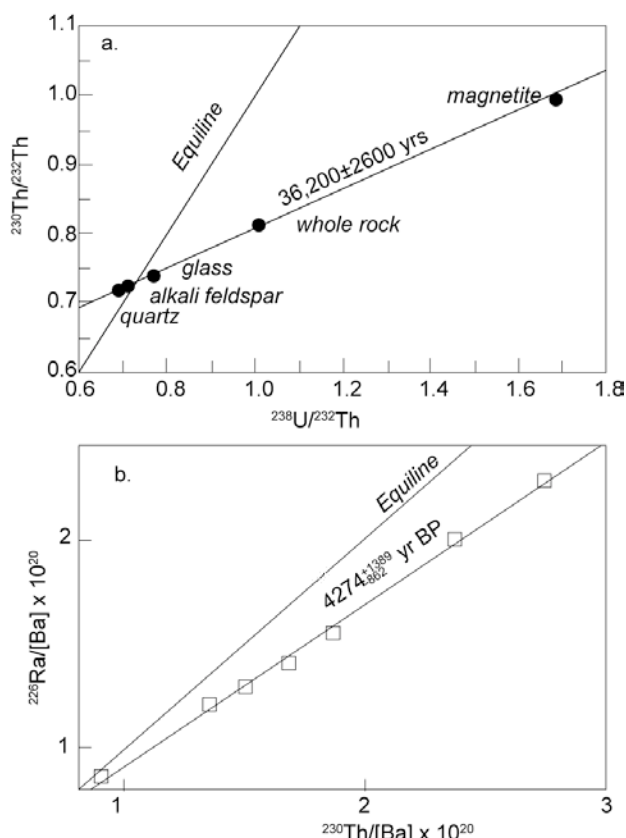 a.
1.1
1.0
0.9
0.8
0.7
0.6
²³⁰Th/²³²Th
Equiline
magnetite
36,200±2600 yrs
whole rock
glass
alkali feldspar
quartz
0.6 0.8 1.0 1.2 1.4 1.6 1.8
²³⁸U/²³²Th
b.
Equiline
4274+1389-862 yr BP
2
1
²²⁶Ra/[Ba] x 10²⁰
1 2 3
²³⁰Th/[Ba] x 10²⁰